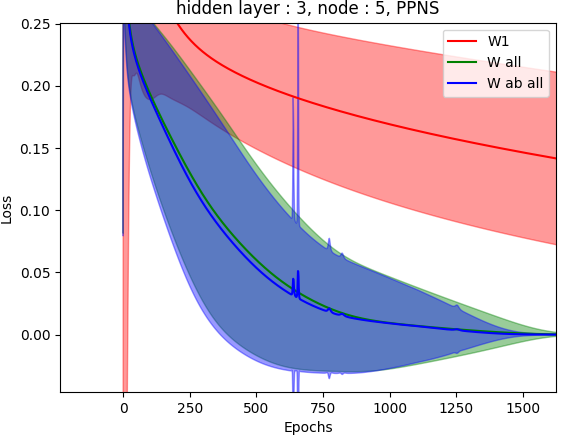 hidden layer : 3, node : 5, PPNS
0.25
0.20
0.15
0.10
0.05
0.00
Loss
W1
W all
W ab all
0 250 500 750 1000 1250 1500
Epochs